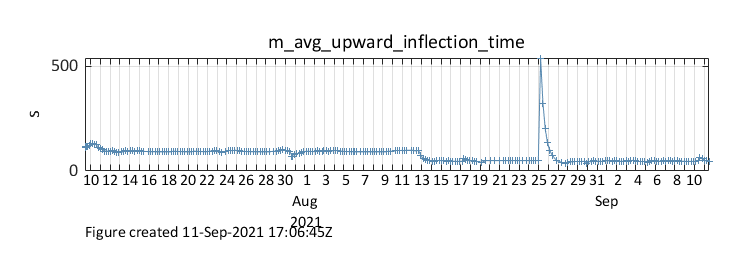 m_avg_upward_inflection_time
500
s
0
10 12 14 16 18 20 22 24 26 28 30 1 3 5 7 9 11 13 15 17 19 21 23 25 27 29 31 2 4 6 8 10
Aug Sep
2021
Figure created 11-Sep-2021 17:06:45Z